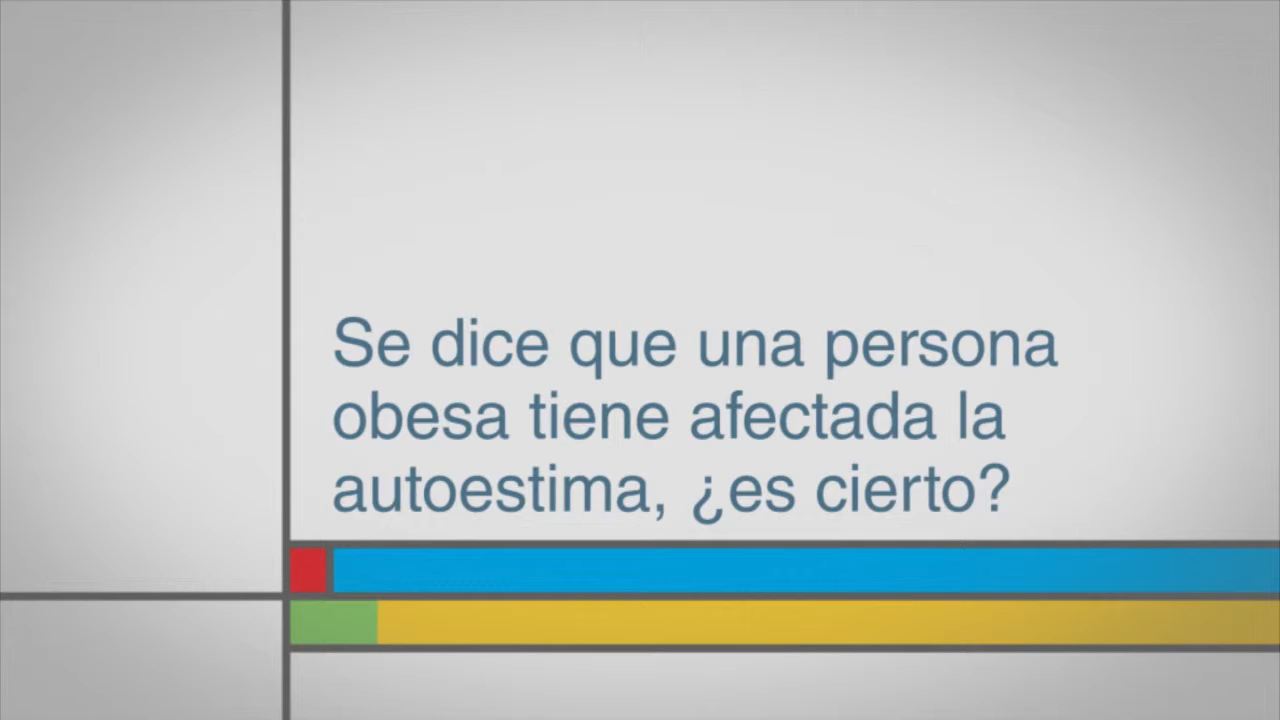 Se dice que una persona
obesa tiene afectada la
autoestima, ¿es cierto?